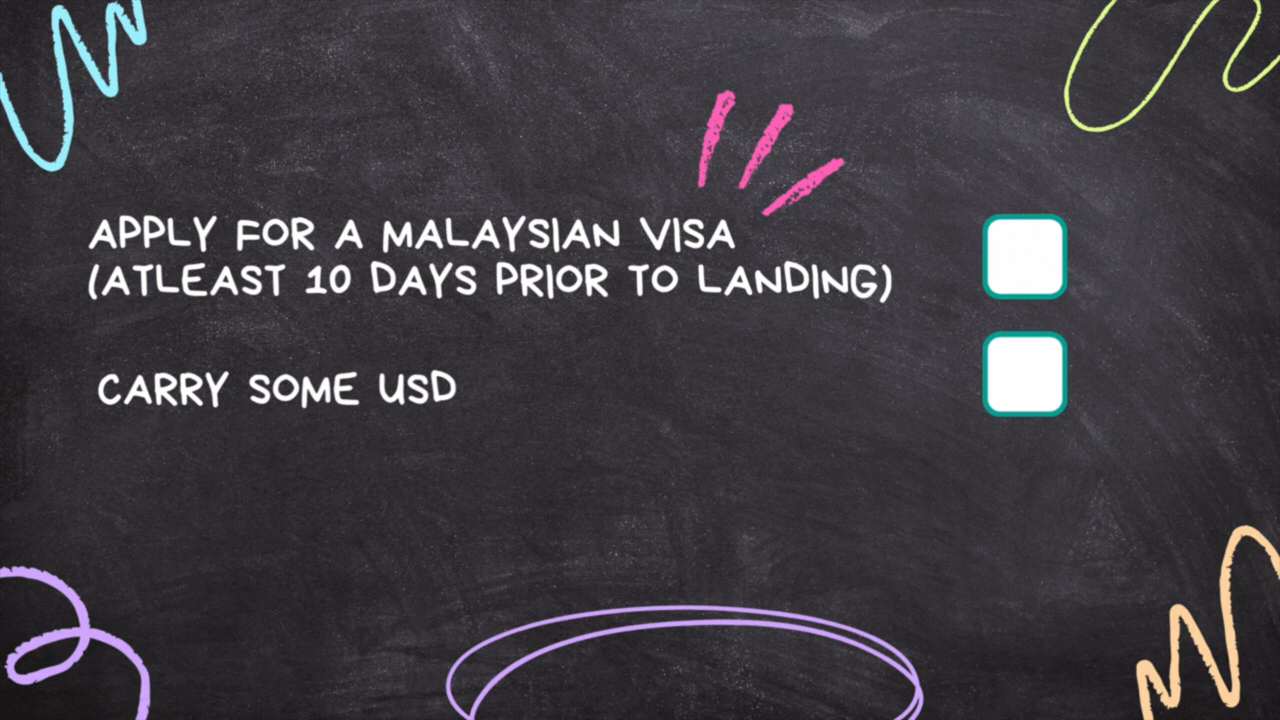 APPLY FOR A MALAYSIAN VISA
(ATLEAST 10 DAYS PRIOR TO LANDING)
CARRY SOME USD